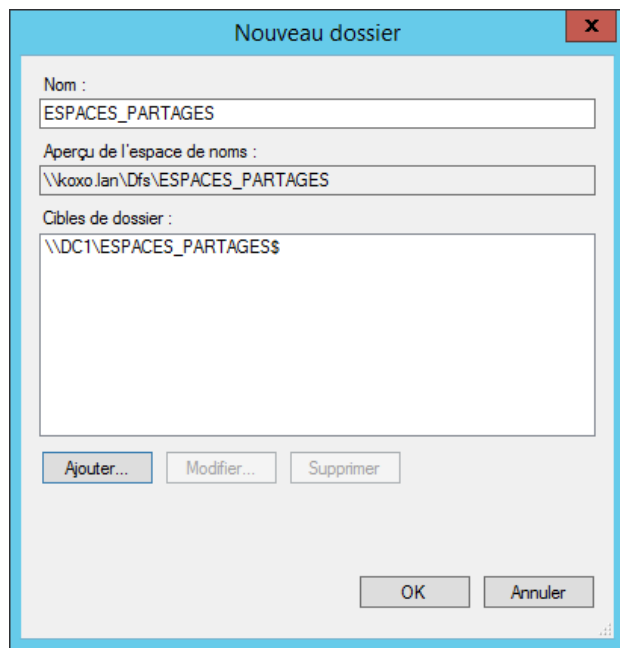 Nouveau dossier
x
Nom :
ESPACES_PARTAGES
Aperçu de l'espace de noms :
\\koxo.lan\Dfs\ESPACES_PARTAGES
Cibles de dossier :
\\DC1\ESPACES_PARTAGES$
Ajouter... Modifier... Supprimer
OK Annuler